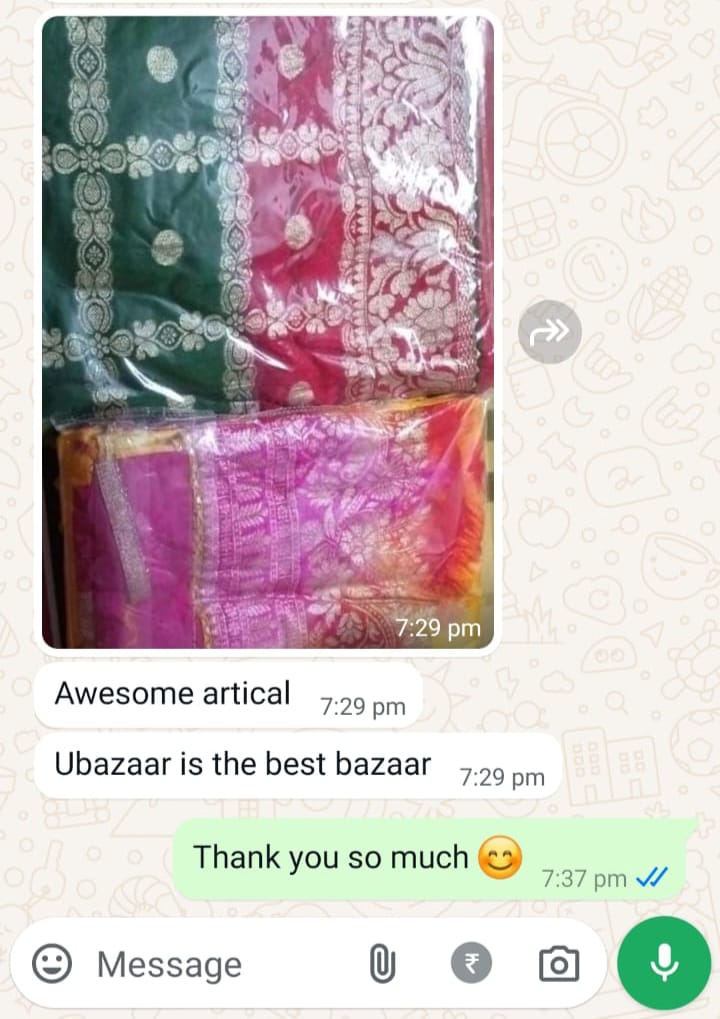 7:29 pm
Awesome artical 7:29 pm
Ubazaar is the best bazaar 7:29 pm
Thank you so much 😊 7:37 pm
Message ₹